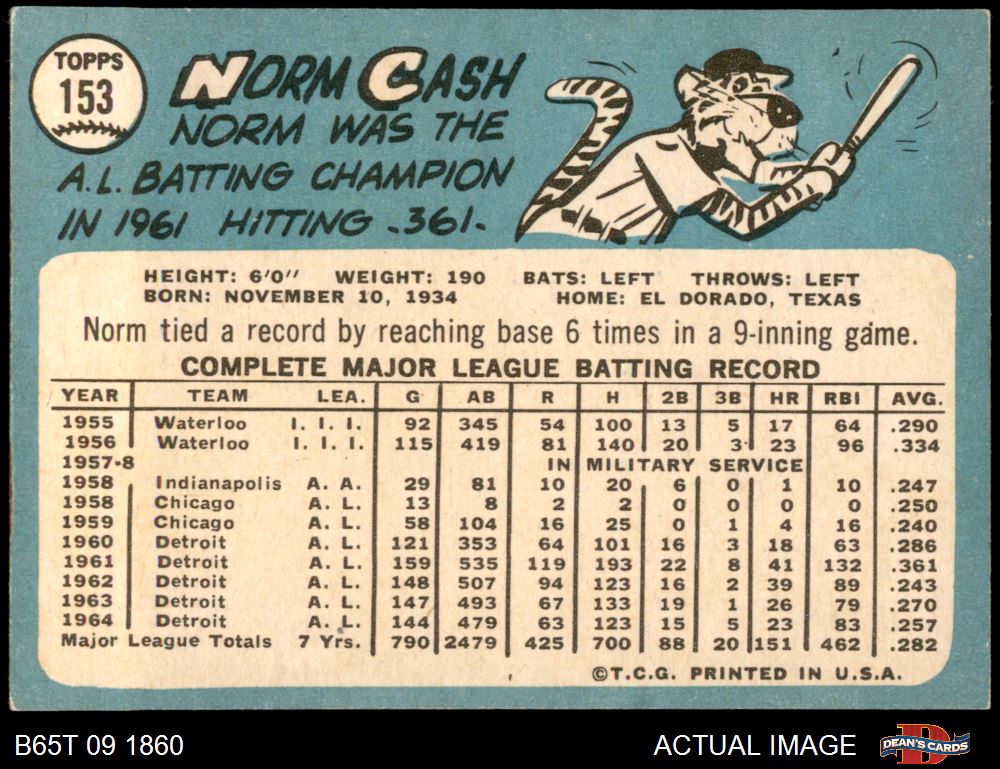 TOPPS
153
NORM CASH
NORM WAS THE
A.L. BATTING CHAMPION
IN 1961 HITTING .361.
HEIGHT: 6'0" WEIGHT: 190 BATS: LEFT THROWS: LEFT
BORN: NOVEMBER 10, 1934 HOME: EL DORADO, TEXAS
Norm tied a record by reaching base 6 times in a 9-inning game.
COMPLETE MAJOR LEAGUE BATTING RECORD
YEAR TEAM LEA. G AB R H 2B 3B HR RBI AVG.
1955 Waterloo I. I. I. 92 345 54 100 13 5 17 64 .290
1956 Waterloo I. I. I. 115 419 81 140 20 3 23 96 .334
1957-8 IN MILITARY SERVICE
1958 Indianapolis A. A. 29 81 10 20 6 0 1 10 .247
1958 Chicago A. L. 13 8 2 2 0 0 0 0 .250
1959 Chicago A. L. 58 104 16 25 0 1 4 16 .240
1960 Detroit A. L. 121 353 64 101 16 3 18 63 .286
1961 Detroit A. L. 159 535 119 193 22 8 41 132 .361
1962 Detroit A. L. 148 507 94 123 16 2 39 89 .243
1963 Detroit A. L. 147 493 67 133 19 1 26 79 .270
1964 Detroit A. L. 144 479 63 123 15 5 23 83 .257
Major League Totals 7 Yrs. 790 2479 425 700 88 20 151 462 .282
©T.C.G. PRINTED IN U.S.A.
B65T 09 1860 ACTUAL IMAGE DEAN'S CARDS